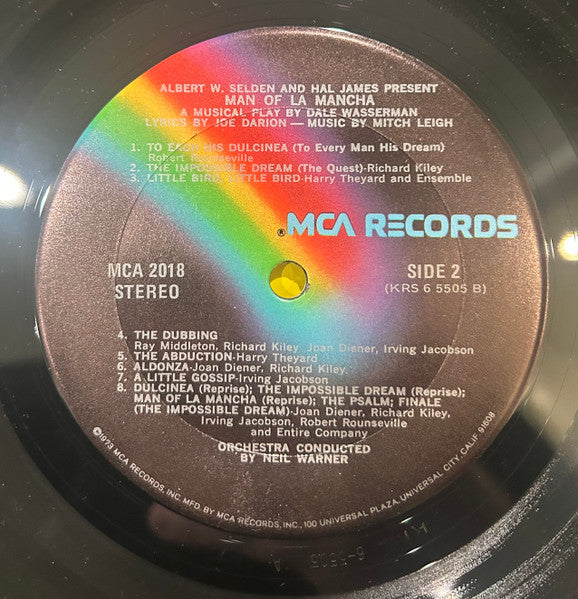 ALBERT W. SELDEN AND HAL JAMES PRESENT
MAN OF LA MANCHA
A MUSICAL PLAY BY DALE WASSERMAN
LYRICS BY JOE DARION — MUSIC BY MITCH LEIGH
1. TO EACH HIS DULCINEA (To Every Man His Dream)
Robert Rounseville
2. THE IMPOSSIBLE DREAM (The Quest)-Richard Kiley
3. LITTLE BIRD, LITTLE BIRD-Harry Theyard and Ensemble
®MCA RECORDS
MCA 2018
STEREO
SIDE 2
(KRS 6 5505 B)
4. THE DUBBING
Ray Middleton, Richard Kiley, Joan Diener, Irving Jacobson
5. THE ABDUCTION-Harry Theyard
6. ALDONZA-Joan Diener, Richard Kiley,
7. A LITTLE GOSSIP-Irving Jacobson
8. DULCINEA (Reprise); THE IMPOSSIBLE DREAM (Reprise);
MAN OF LA MANCHA (Reprise); THE PSALM; FINALE
(THE IMPOSSIBLE DREAM)-Joan Diener, Richard Kiley,
Irving Jacobson, Robert Rounseville
and Entire Company
ORCHESTRA CONDUCTED
BY NEIL WARNER
©1973 MCA RECORDS, INC. MFD. BY MCA RECORDS, INC., 100 UNIVERSAL PLAZA, UNIVERSAL CITY, CALIF. 91608